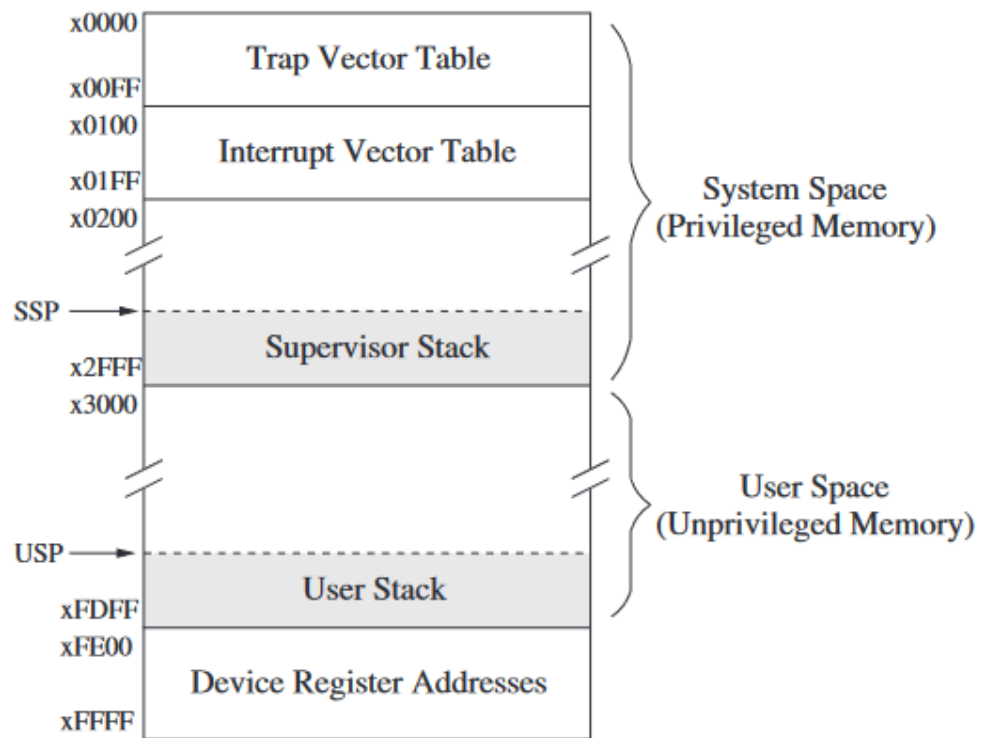 x0000
Trap Vector Table
x00FF
x0100
Interrupt Vector Table
x01FF
x0200
System Space
(Privileged Memory)
SSP
Supervisor Stack
x2FFF
x3000
User Space
(Unprivileged Memory)
USP
User Stack
xFDFF
xFE00
Device Register Addresses
xFFFF